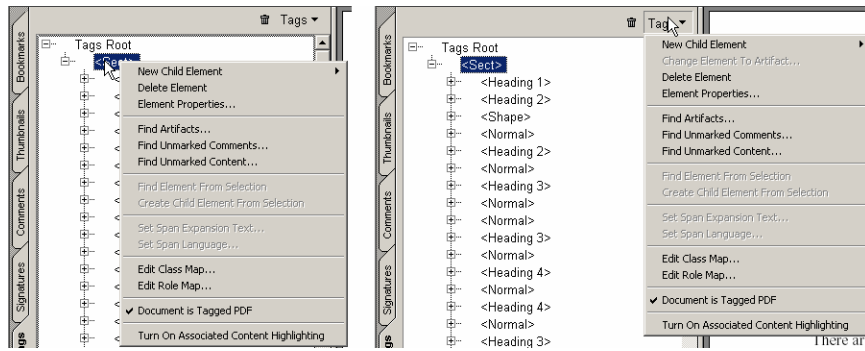 Tags
Tags Root
<Sect>
New Child Element
Delete Element
Element Properties...
Find Artifacts...
Find Unmarked Comments...
Find Unmarked Content...
Find Element From Selection
Create Child Element From Selection
Set Span Expansion Text...
Set Span Language...
Edit Class Map...
Edit Role Map...
Document is Tagged PDF
Turn On Associated Content Highlighting
Bookmarks
Thumbnails
Comments
Signatures
Tags
Tags Root
<Sect>
<Heading 1>
<Heading 2>
<Shape>
<Normal>
<Heading 2>
<Normal>
<Heading 3>
<Normal>
<Normal>
<Heading 3>
<Normal>
<Heading 4>
<Normal>
<Heading 4>
<Normal>
<Heading 3>
New Child Element
Change Element To Artifact...
Delete Element
Element Properties...
Find Artifacts...
Find Unmarked Comments...
Find Unmarked Content...
Find Element From Selection
Create Child Element From Selection
Set Span Expansion Text...
Set Span Language...
Edit Class Map...
Edit Role Map...
Document is Tagged PDF
Turn On Associated Content Highlighting
Bookmarks
Thumbnails
Comments
Signatures
There